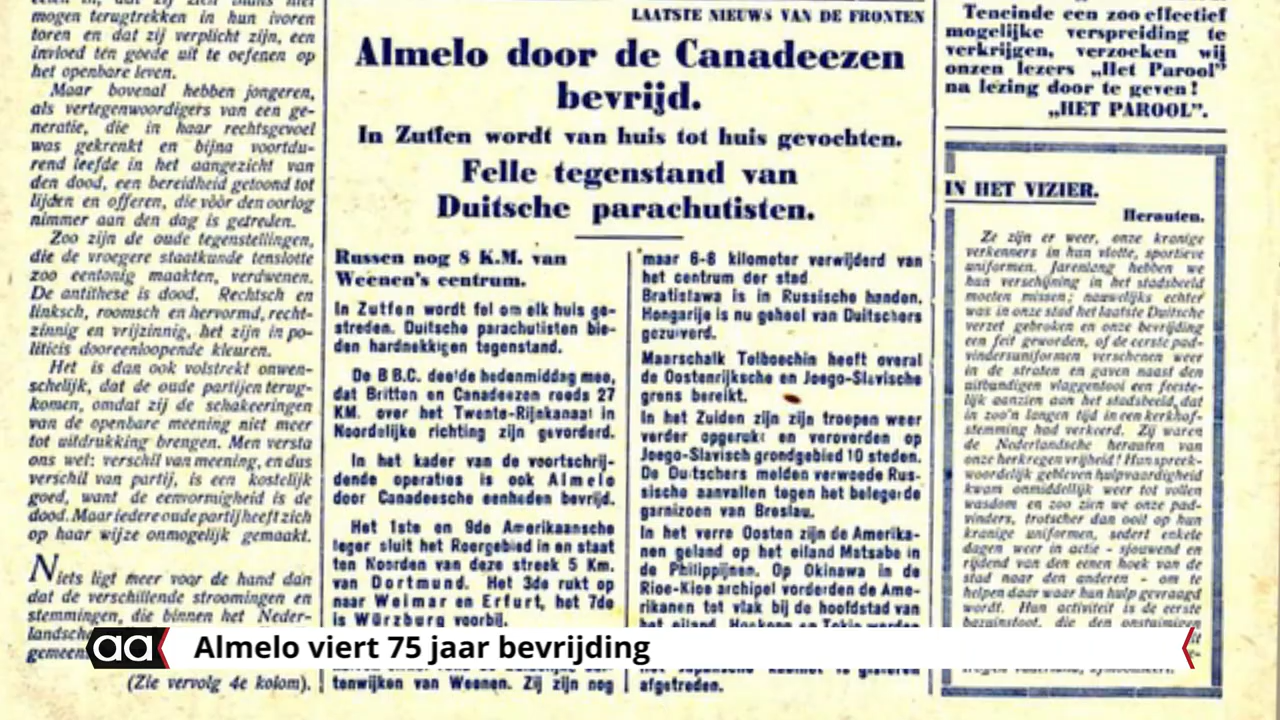 mogen terugtrekken in hun ivoren
toren en dat zij verplicht zijn, een
invloed ten goede uit te oefenen op
het openbare leven.
Maar bovenal hebben jongeren,
als vertegenwoordigers van een ge-
neratie, die in haar rechtsgevoel
was gekrenkt en bijna voortdu-
rend leefde in het aangezicht van
den dood, een bereidheid getoond tot
lijden en offeren, die vòòr den oorlog
nimmer aan den dag is getreden.
Zoo zijn de oude tegenstellingen,
die de vroegere staatkunde tenslotte
zoo eentonig maakten, verdwenen.
De antithese is dood. Rechtsch en
linksch, roomsch en hervormd, recht-
zinnig en vrijzinnig, het zijn in po-
liticis dooreenloopende kleuren.
Het is dan ook volstrekt onwen-
schelijk, dat de oude partijen terug-
komen, omdat zij de schakeeringen
van de openbare meening niet meer
tot uitdrukking brengen. Men versta
ons wel: verschil van meening, en dus
verschil van partij, is een kostelijk
goed, want de eenvormigheid is de
dood. Maar iedere oude partij heeft zich
op haar wijze onmogelijk gemaakt.
Niets ligt meer voor de hand dan
dat de verschillende stroomingen en
stemmingen, die binnen het Neder-
landsche
gemeen
(Zie vervolg 4e kolom).
LAATSTE NIEUWS VAN DE FRONTEN
Almelo door de Canadeezen
bevrijd.
In Zutfen wordt van huis tot huis gevochten.
Felle tegenstand van
Duitsche parachutisten.
Russen nog 8 K.M. van
Weenen's centrum.
In Zutfen wordt fel om elk huis ge-
streden. Duitsche parachutisten bie-
den hardnekkigen tegenstand.
De B B.C. deelde hedenmiddag mee,
dat Britten en Canadeezen reeds 27
KM. over het Twente-Rijnkanaal in
Noordelijke richting zijn gevorderd.
In het kader van de voortschrij-
dende operaties is ook Almelo
door Canadeesche eenheden bevrijd.
Het 1ste en 9de Amerikaansche
leger sluit het Roergebied in en staat
ten Noorden van deze streek 5 Km.
van Dortmund. Het 3de rukt op
naar Weimar en Erfurt, het 7de
is Würzburg voorbij.
tenwijken van Weenen. Zij zijn nog
maar 6-8 kilometer verwijderd van
het centrum der stad
Bratislawa is in Russische handen.
Hongarije is nu geheel van Duitschers
gezuiverd.
Maarschalk Tolboechin heeft overal
de Oostenrijksche en Joego-Slavische
grens bereikt.
In het Zuiden zijn zijn troepen weer
verder opgerukt en veroverden op
Joego-Slavisch grondgebied 10 steden.
De Duitschers melden verwoede Rus-
sische aanvallen tegen het belegerde
garnizoen van Breslau.
In het verre Oosten zijn de Amerika-
nen geland op het eiland Matsabe in
de Philippijnen. Op Okinawa in de
Rioe-Kioe archipel vorderden de Ame-
rikanen tot vlak bij de hoofdstad van
afgetreden.
Teneinde een zoo effectief
mogelijke verspreiding te
verkrijgen, verzoeken wij
onzen lezers „Het Parool”
na lezing door te geven!
„HET PAROOL”.
IN HET VIZIER.
Herauten.
Ze zijn er weer, onze kranige
verkenners in hun vlotte, sportieve
uniformen. Jarenlang hebben we
hun verschijning in het stadsbeeld
moeten missen; nauwelijks echter
was in onze stad het laatste Duitsche
verzet gebroken en onze bevrijding
een feit geworden, of de eerste pad-
vindersuniformen verschenen weer
in de straten en gaven naast den
uitbundigen vlaggentooi een feeste-
lijk aanzien aan het stadsbeeld, dat
in zoo'n langen tijd in een kerkhof-
stemming had verkeerd. Zij waren
de Nederlandsche herauten van
onze herkregen vrijheid! Hun spreek-
woordelijk gebleven hulpvaardigheid
kwam onmiddellijk weer tot vollen
wasdom en zoo zien we onze pad-
vinders, trotscher dan ooit op hun
kranige uniformen, sedert enkele
dagen weer in actie - sjouwend en
rijdend van den eenen hoek van de
stad naar den anderen - om te
helpen daar waar hun hulp gevraagd
wordt. Hun activiteit is de eerste
aa
Almelo viert 75 jaar bevrijding